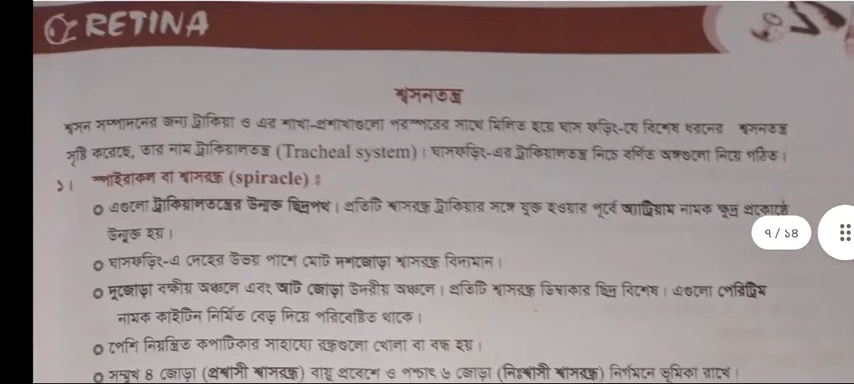 RETINA
শ্বসনতন্ত্র
শ্বসন সম্পাদনের জন্য ট্রাকিয়া ও এর শাখা-প্রশাখাগুলো পরস্পরের সাথে মিলিত হয়ে ঘাস ফড়িং-য়ে বিশেষ ধরনের শ্বসনতন্ত্র
সৃষ্টি করেছে, তার নাম ট্রাকিয়ালতন্ত্র (Tracheal system)। ঘাসফড়িং-এর ট্রাকিয়ালতন্ত্র নিচে বর্ণিত অঙ্গগুলো নিয়ে গঠিত।
১। স্পাইরাকল বা শ্বাসরন্ধ্র (spiracle) :
০ এগুলো ট্রাকিয়ালতন্ত্রের উন্মুক্ত ছিদ্রপথ। প্রতিটি শ্বাসরন্ধ্র ট্রাকিয়ার সঙ্গে যুক্ত হওয়ার পূর্বে অ্যাট্রিয়াম নামক ক্ষুদ্র প্রকোষ্ঠে
উন্মুক্ত হয়।
৭ / ১৪
০ ঘাসফড়িং-এ দেহের উভয় পাশে মোট দশজোড়া শ্বাসরন্ধ্র বিদ্যমান।
০ দু'জোড়া বক্ষীয় অঞ্চলে এবং আট জোড়া উদরীয় অঞ্চলে। প্রতিটি শ্বাসরন্ধ্র ডিম্বাকার ছিদ্র বিশেষ। এগুলো পেরিট্রিম
নামক কাইটিন নির্মিত বেড় দিয়ে পরিবেষ্টিত থাকে।
০ পেশি নিয়ন্ত্রিত কপাটিকার সাহায্যে রন্ধ্রগুলো খোলা বা বন্ধ হয়।
০ সম্মুখ ৪ জোড়া (প্রশ্বাসী শ্বাসরন্ধ্র) বায়ু প্রবেশে ও পশ্চাৎ ৬ জোড়া (নিঃশ্বাসী শ্বাসরন্ধ্র) নির্গমনে ভূমিকা রাখে।